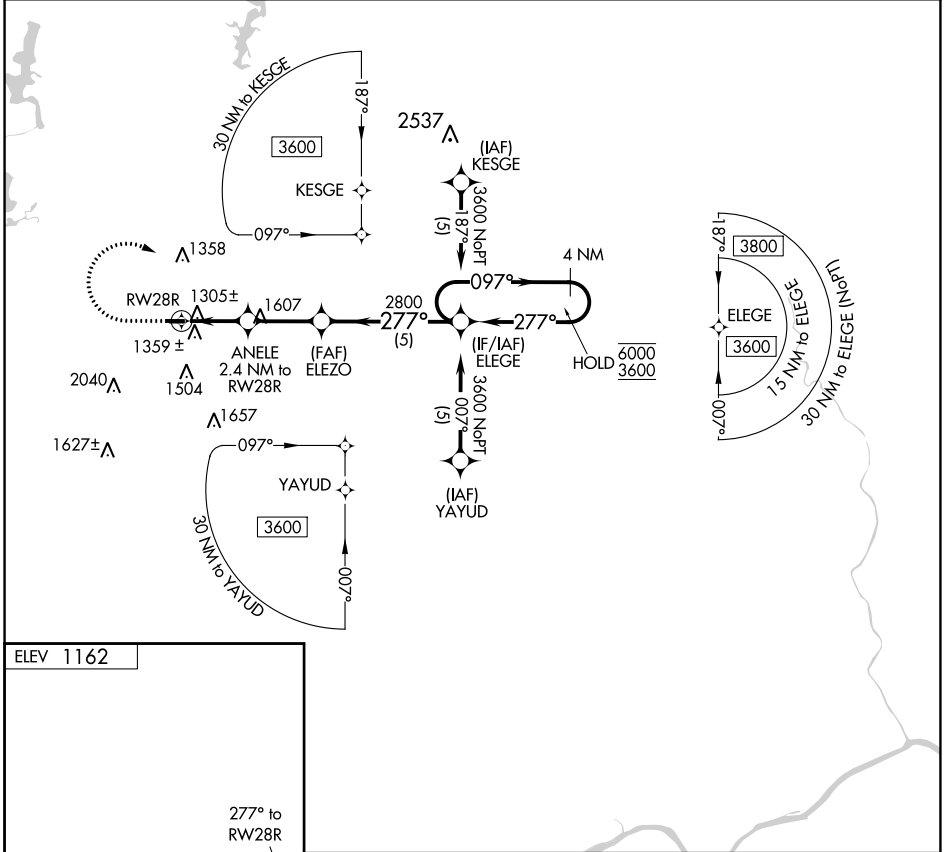 30 NM to KESGE
187°
3600
KESGE
097°
2537
(IAF)
KESGE
3600 NoPT
187°
(5)
1358
RW28R
1305±
1607
1359 ±
ANELE
2.4 NM to
RW28R
(FAF)
ELEZO
2800
277°
(5)
097°
4 NM
277°
(IF/IAF)
ELEGE
HOLD
6000
3600
187°
3800
ELEGE
3600
15 NM to ELEGE
30 NM to ELEGE (NoPT)
007°
2040
1504
1657
1627±
3600 NoPT
007°
(5)
(IAF)
YAYUD
097°
YAYUD
3600
30 NM to YAYUD
007°
ELEV 1162
277° to
RW28R